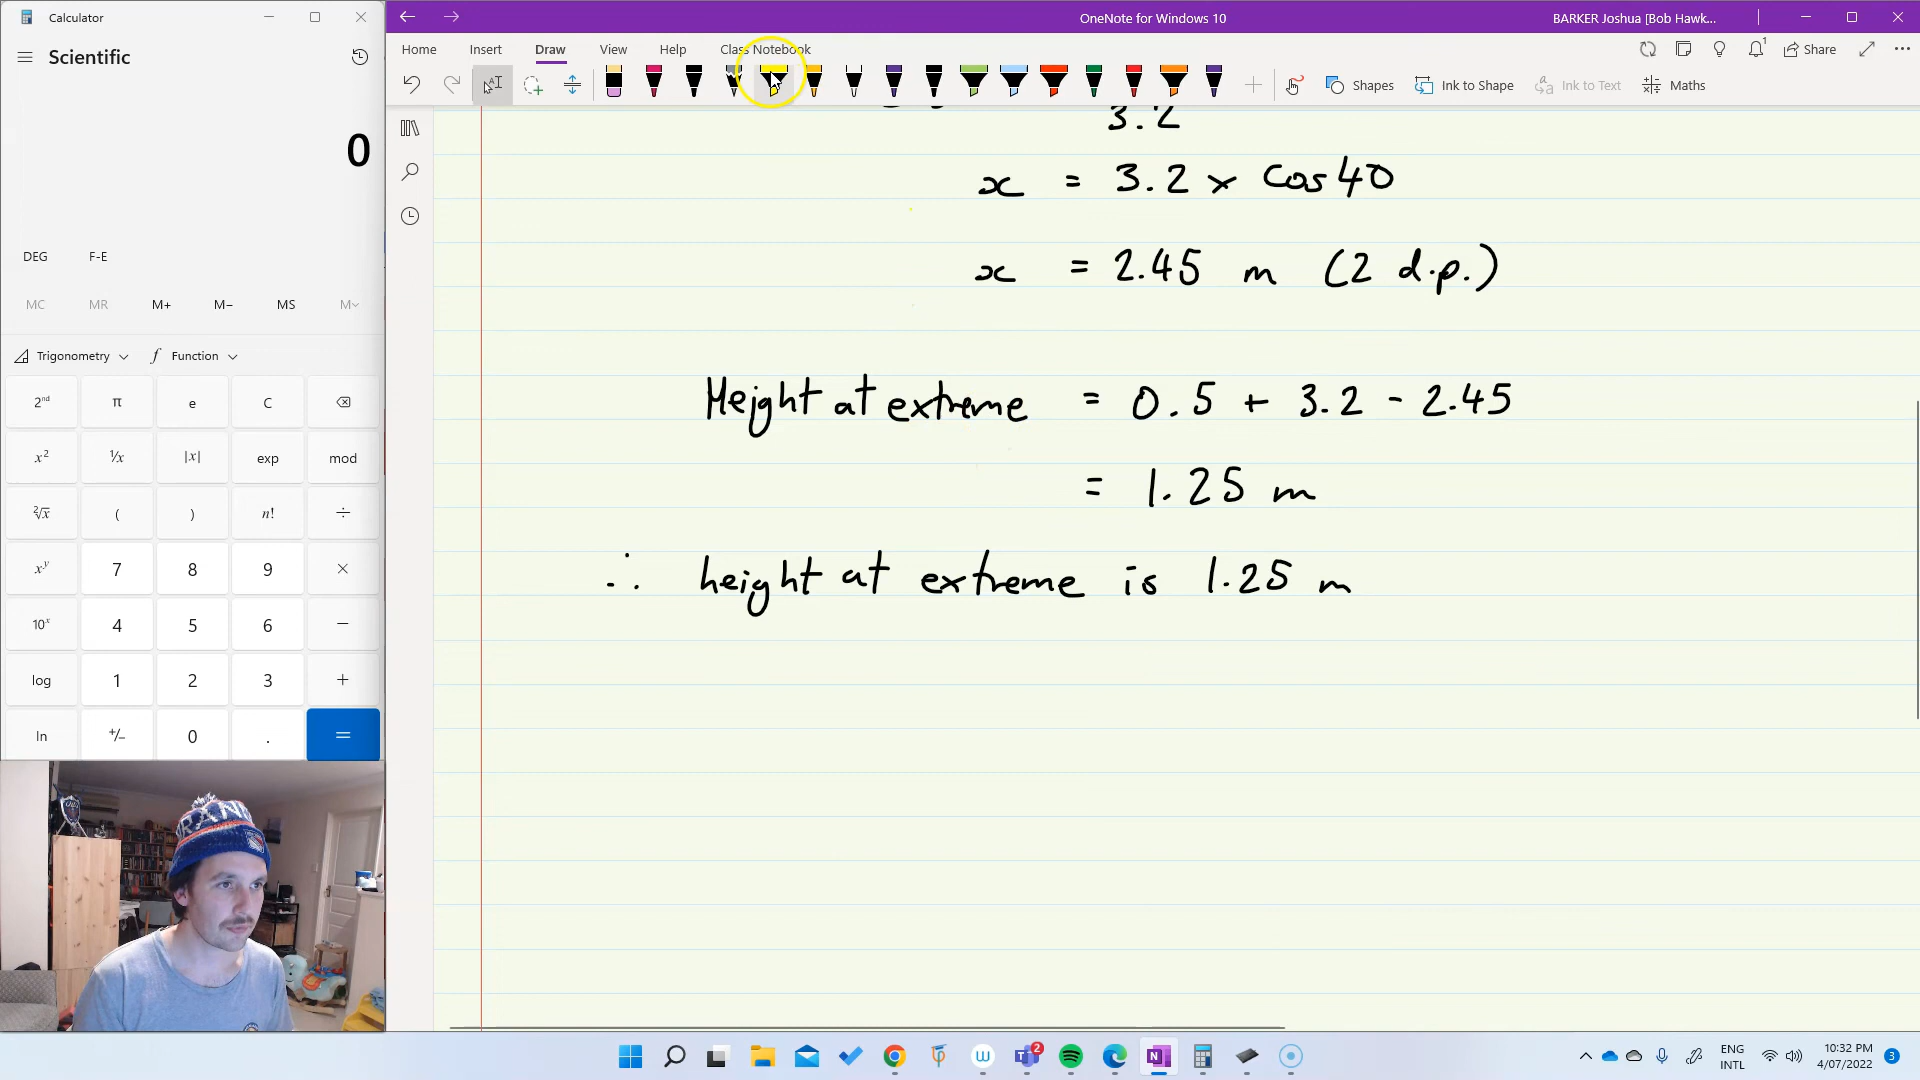 Calculator
Scientific
0
DEG F-E
MC MR M+ M− MS M
Trigonometry Function
2nd π e C
x² ¹/x |x| exp mod
²√x ( ) n! ÷
xʸ 7 8 9 ×
10ˣ 4 5 6 −
log 1 2 3 +
ln +/− 0 . =
OneNote for Windows 10
BARKER Joshua [Bob Hawk...
Home Insert Draw View Help Class Notebook
Share
Shapes Ink to Shape Ink to Text Maths
3.2
x = 3.2 × cos 40
x = 2.45 m (2 d.p.)
Height at extreme = 0.5 + 3.2 - 2.45
= 1.25 m
∴ height at extreme is 1.25 m
ENG
INTL
10:32 PM
4/07/2022